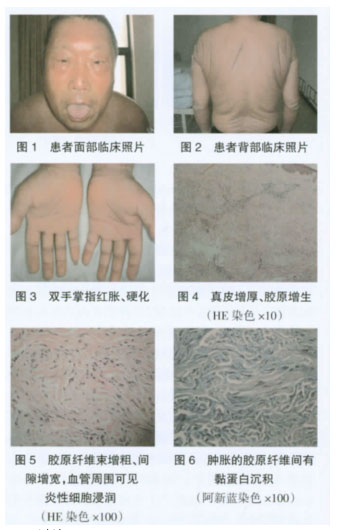 图 1 患者面部临床照片
图 2 患者背部临床照片
图 3 双手掌指红胀、硬化
图 4 真皮增厚、胶原增生
(HE 染色 ×10)
图 5 胶原纤维束增粗、间
隙增宽,血管周围可见
炎性细胞浸润
(HE 染色 ×100)
图 6 肿胀的胶原纤维间有
黏蛋白沉积
(阿新蓝染色 ×100)